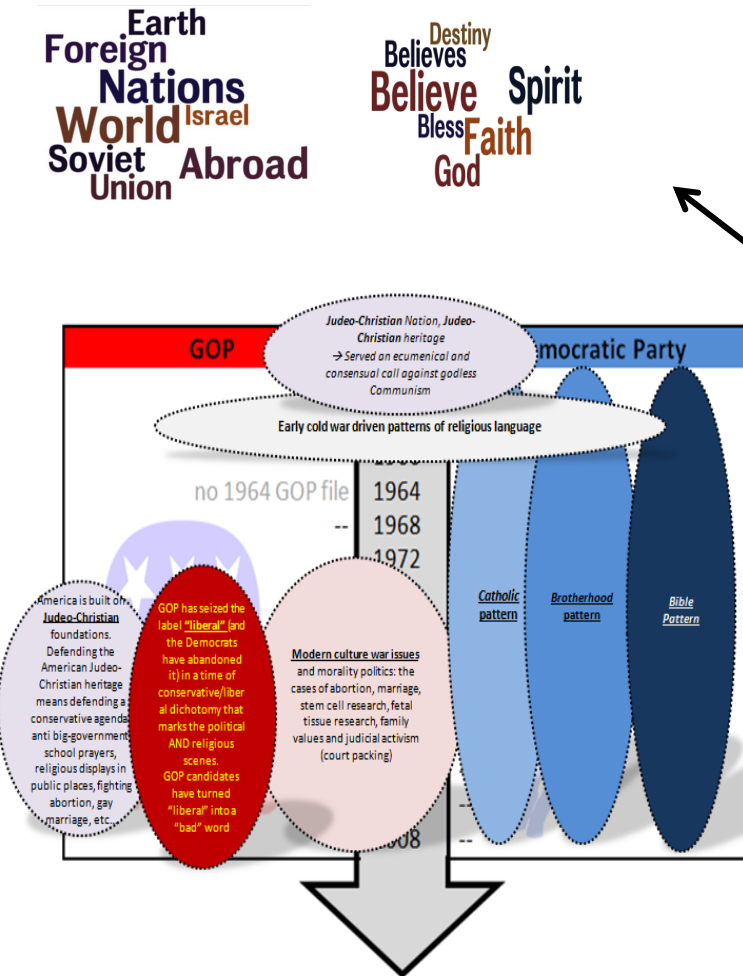 Earth
Foreign
Nations
World Israel
Soviet Abroad
Union
Destiny
Believes
Believe Spirit
Bless Faith
God
GOP
mocratic Party
Judeo-Christian Nation, Judeo-
Christian heritage
→ Served an ecumenical and
consensual call against godless
Communism
Early cold war driven patterns of religious language
no 1964 GOP file 1964
-- 1968
1972
America is built on
Judeo-Christian
foundations.
Defending the
American Judeo-
Christian heritage
means defending a
conservative agenda
anti big-government
school prayers,
religious displays in
public places, fighting
abortion, gay
marriage, etc..
GOP has seized the
label "liberal" (and
the Democrats
have abandoned
it) in a time of
conservative/liber
al dichotomy that
marks the political
AND religious
scenes.
GOP candidates
have turned
"liberal" into a
"bad" word
Modern culture war issues
and morality politics: the
cases of abortion, marriage,
stem cell research, fetal
tissue research, family
values and judicial activism
(court packing)
Catholic
pattern
Brotherhood
pattern
Bible
Pattern
--
08 --